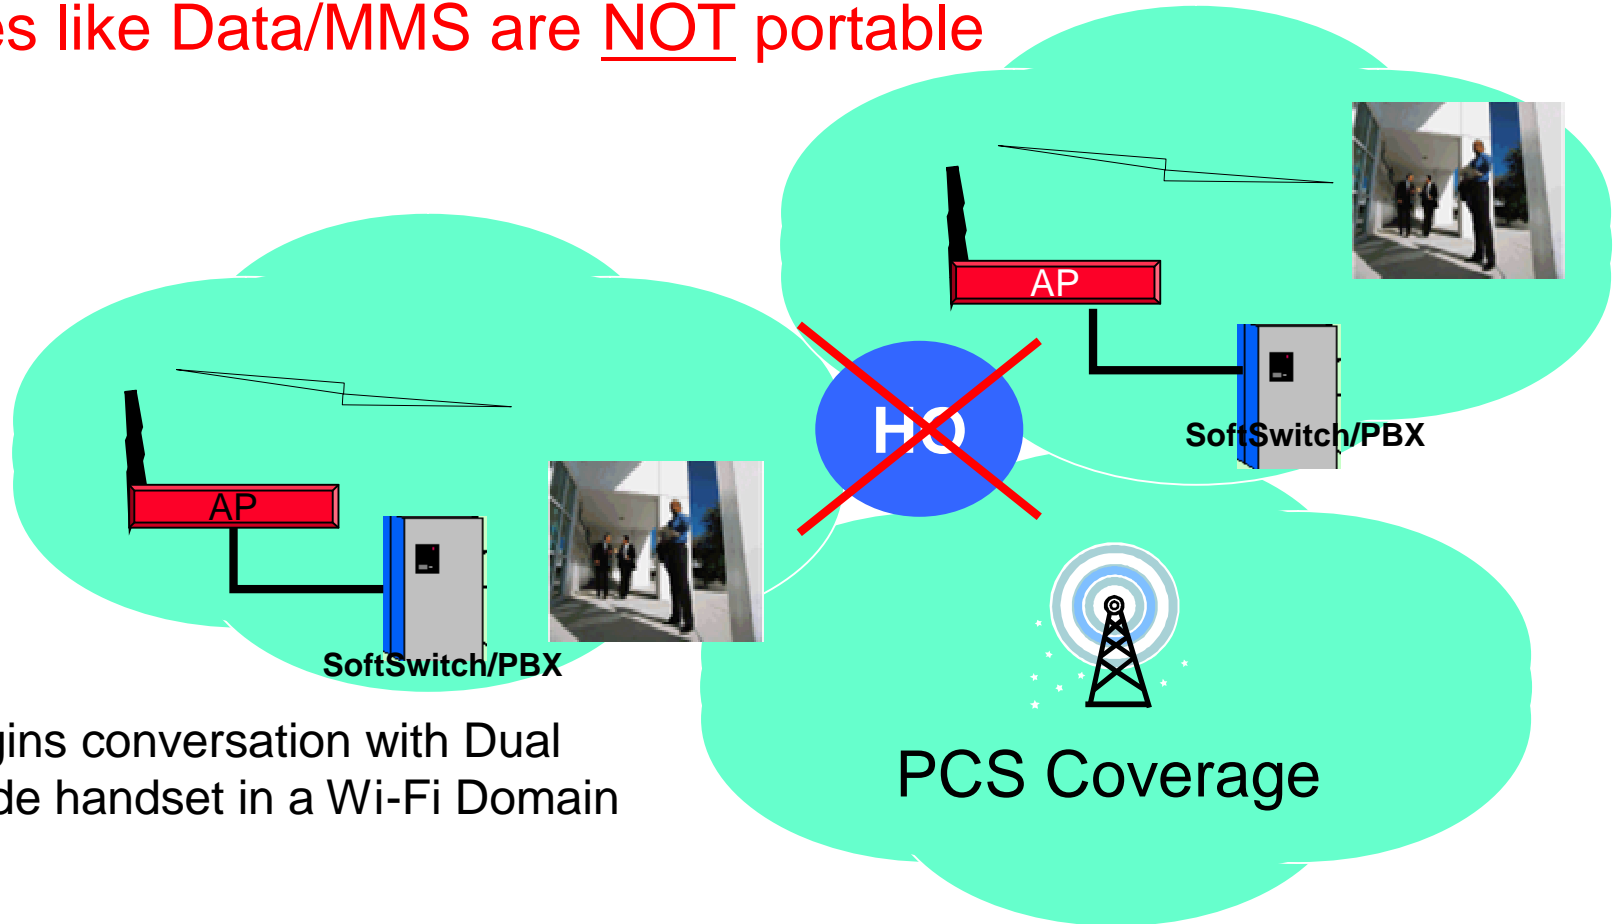 es like Data/MMS are NOT portable
AP
SoftSwitch/PBX
HO
AP
SoftSwitch/PBX
gins conversation with Dual
de handset in a Wi-Fi Domain
PCS Coverage